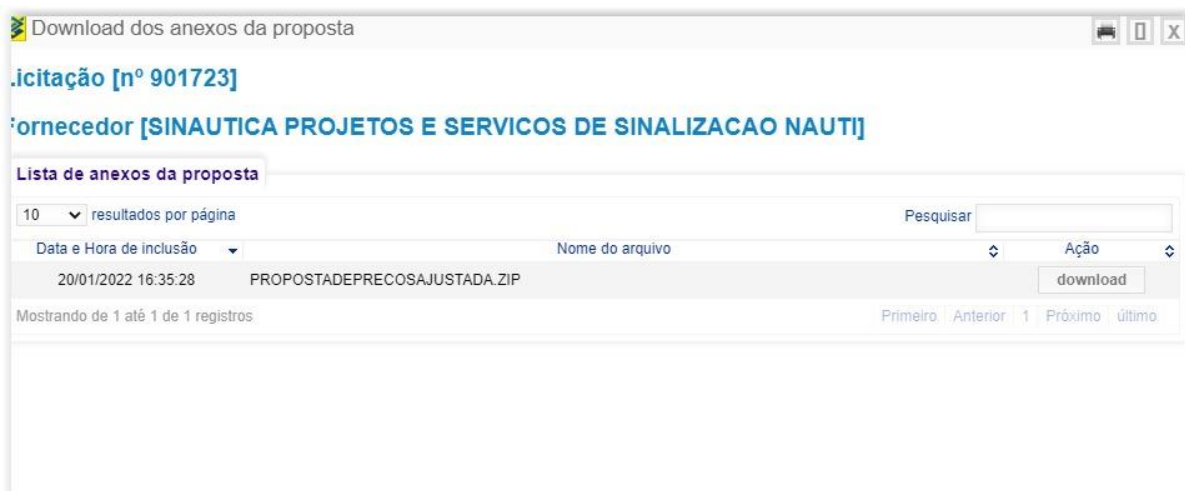 Download dos anexos da proposta X
.icitação [nº 901723]
ornecedor [SINAUTICA PROJETOS E SERVICOS DE SINALIZACAO NAUTI]
Lista de anexos da proposta
10 resultados por página Pesquisar
Data e Hora de inclusão Nome do arquivo Ação
20/01/2022 16:35:28 PROPOSTADEPRECOSAJUSTADA.ZIP download
Mostrando de 1 até 1 de 1 registros Primeiro Anterior 1 Próximo último